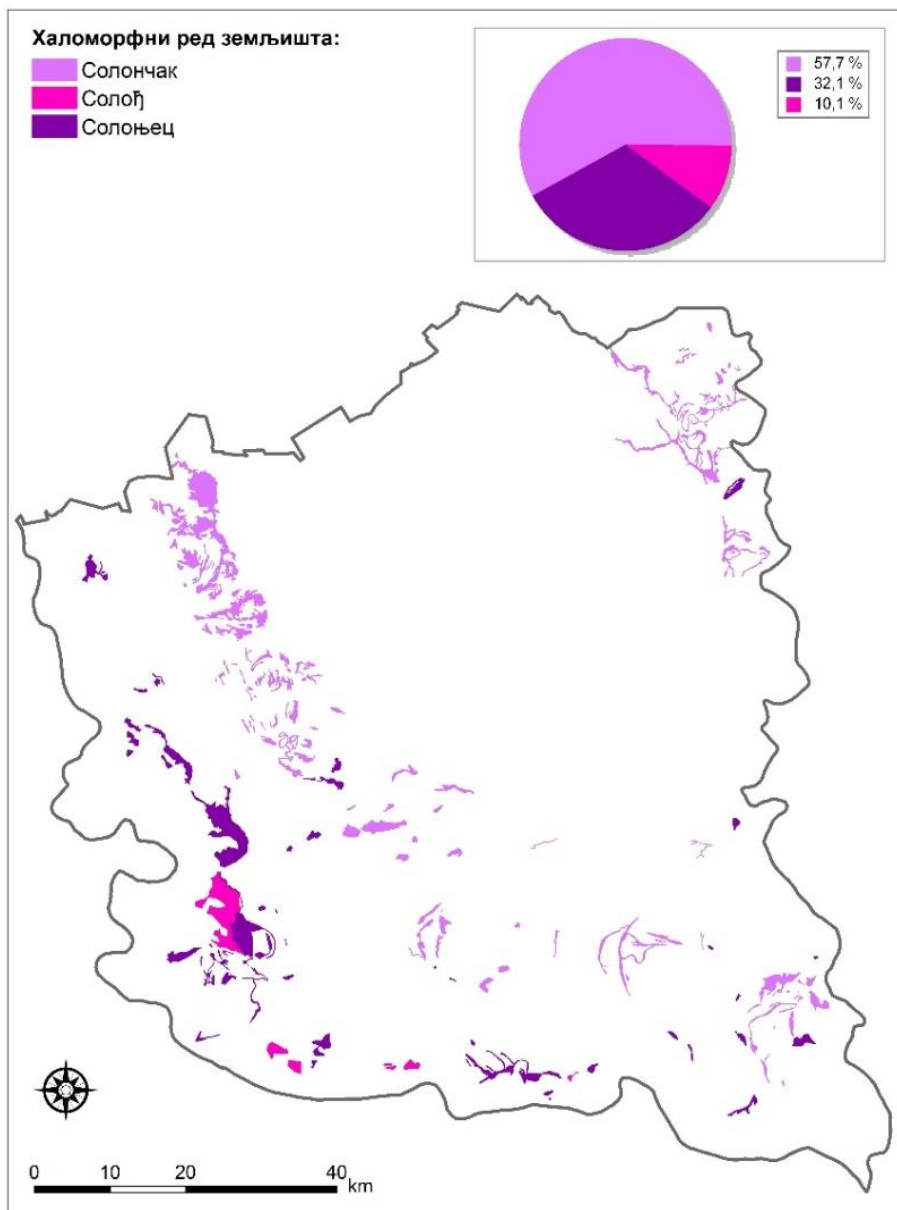 Халоморфни ред земљишта:
Солончак
Солођ
Солоњец
57,7 %
32,1 %
10,1 %
0 10 20 40
km